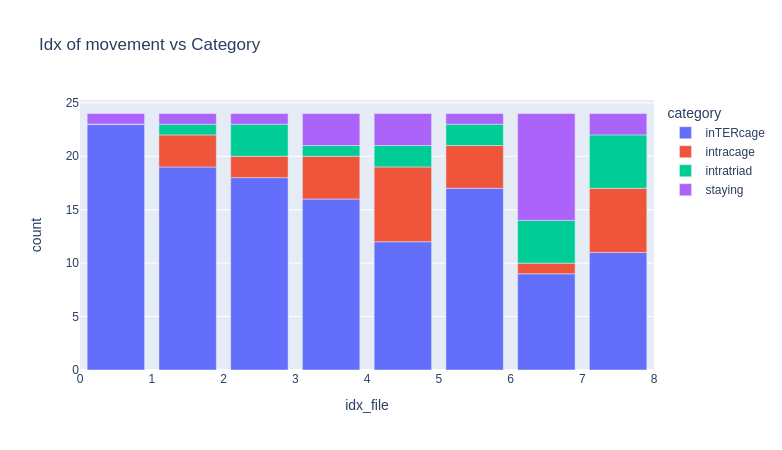 Idx of movement vs Category
25
20
15
10
5
0
count
0 1 2 3 4 5 6 7 8
idx_file
category
inTERcage
intracage
intratriad
staying